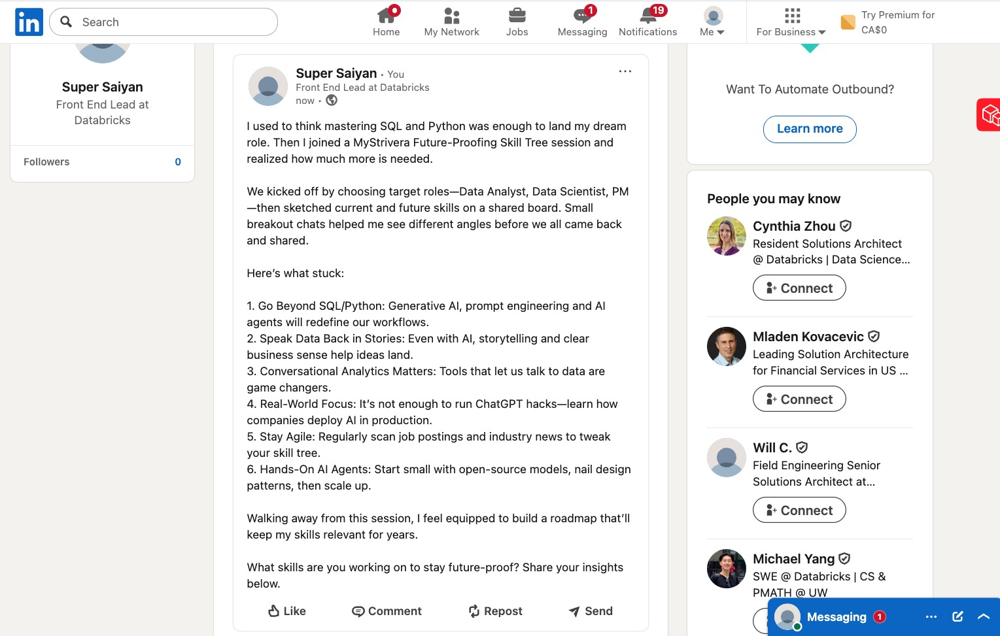 in
Search
Home
My Network
Jobs
1
Messaging
19
Notifications
Me
For Business
Try Premium for
CA$0
Super Saiyan
Front End Lead at
Databricks
Followers 0
Super Saiyan • You
Front End Lead at Databricks
now •
I used to think mastering SQL and Python was enough to land my dream
role. Then I joined a MyStrivera Future-Proofing Skill Tree session and
realized how much more is needed.
We kicked off by choosing target roles—Data Analyst, Data Scientist, PM
—then sketched current and future skills on a shared board. Small
breakout chats helped me see different angles before we all came back
and shared.
Here’s what stuck:
1. Go Beyond SQL/Python: Generative AI, prompt engineering and AI
agents will redefine our workflows.
2. Speak Data Back in Stories: Even with AI, storytelling and clear
business sense help ideas land.
3. Conversational Analytics Matters: Tools that let us talk to data are
game changers.
4. Real-World Focus: It’s not enough to run ChatGPT hacks—learn how
companies deploy AI in production.
5. Stay Agile: Regularly scan job postings and industry news to tweak
your skill tree.
6. Hands-On AI Agents: Start small with open-source models, nail design
patterns, then scale up.
Walking away from this session, I feel equipped to build a roadmap that’ll
keep my skills relevant for years.
What skills are you working on to stay future-proof? Share your insights
below.
Like
Comment
Repost
Send
Want To Automate Outbound?
Learn more
People you may know
Cynthia Zhou
Resident Solutions Architect
@ Databricks | Data Science...
Connect
Mladen Kovacevic
Leading Solution Architecture
for Financial Services in US ...
Connect
Will C.
Field Engineering Senior
Solutions Architect at...
Connect
Michael Yang
SWE @ Databricks | CS &
PMATH @ UW
Messaging 1